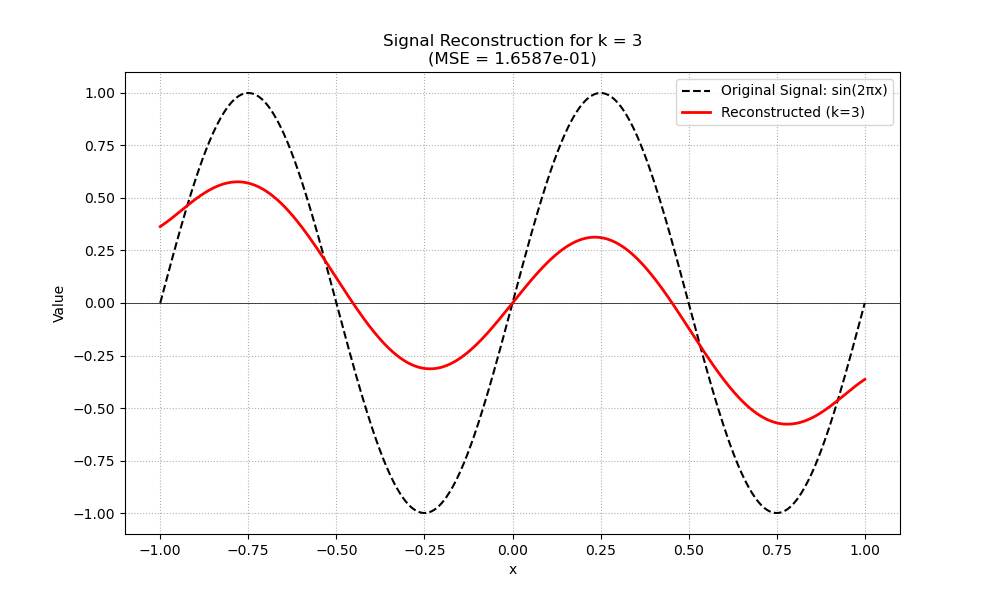 Signal Reconstruction for k = 3
(MSE = 1.6587e-01)
Original Signal: sin(2πx)
Reconstructed (k=3)
1.00
0.75
0.50
0.25
0.00
−0.25
−0.50
−0.75
−1.00
Value
−1.00 −0.75 −0.50 −0.25 0.00 0.25 0.50 0.75 1.00
x